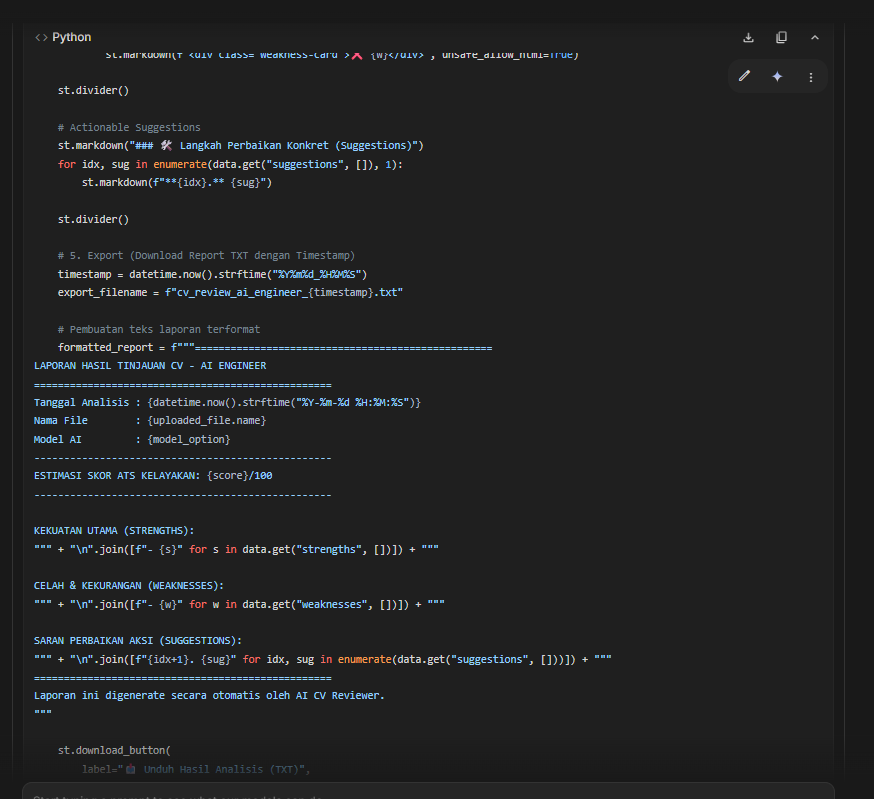 <> Python
st.markdown(f"<div class='weakness-card'>❌ {w}</div>", unsafe_allow_html=True)
st.divider()
# Actionable Suggestions
st.markdown("### 🛠️ Langkah Perbaikan Konkret (Suggestions)")
for idx, sug in enumerate(data.get("suggestions", []), 1):
st.markdown(f"**{idx}.** {sug}")
st.divider()
# 5. Export (Download Report TXT dengan Timestamp)
timestamp = datetime.now().strftime("%Y%m%d_%H%M%S")
export_filename = f"cv_review_ai_engineer_{timestamp}.txt"
# Pembuatan teks laporan terformat
formatted_report = f"""==================================================
LAPORAN HASIL TINJAUAN CV - AI ENGINEER
==================================================
Tanggal Analisis : {datetime.now().strftime("%Y-%m-%d %H:%M:%S")}
Nama File        : {uploaded_file.name}
Model AI         : {model_option}
--------------------------------------------------
ESTIMASI SKOR ATS KELAYAKAN: {score}/100
--------------------------------------------------
KEKUATAN UTAMA (STRENGTHS):
""" + "\n".join([f"- {s}" for s in data.get("strengths", [])]) + """
CELAH & KEKURANGAN (WEAKNESSES):
""" + "\n".join([f"- {w}" for w in data.get("weaknesses", [])]) + """
SARAN PERBAIKAN AKSI (SUGGESTIONS):
""" + "\n".join([f"{idx+1}. {sug}" for idx, sug in enumerate(data.get("suggestions", []))]) + """
==================================================
Laporan ini digenerate secara otomatis oleh AI CV Reviewer.
"""
st.download_button(
label="📥 Unduh Hasil Analisis (TXT)",